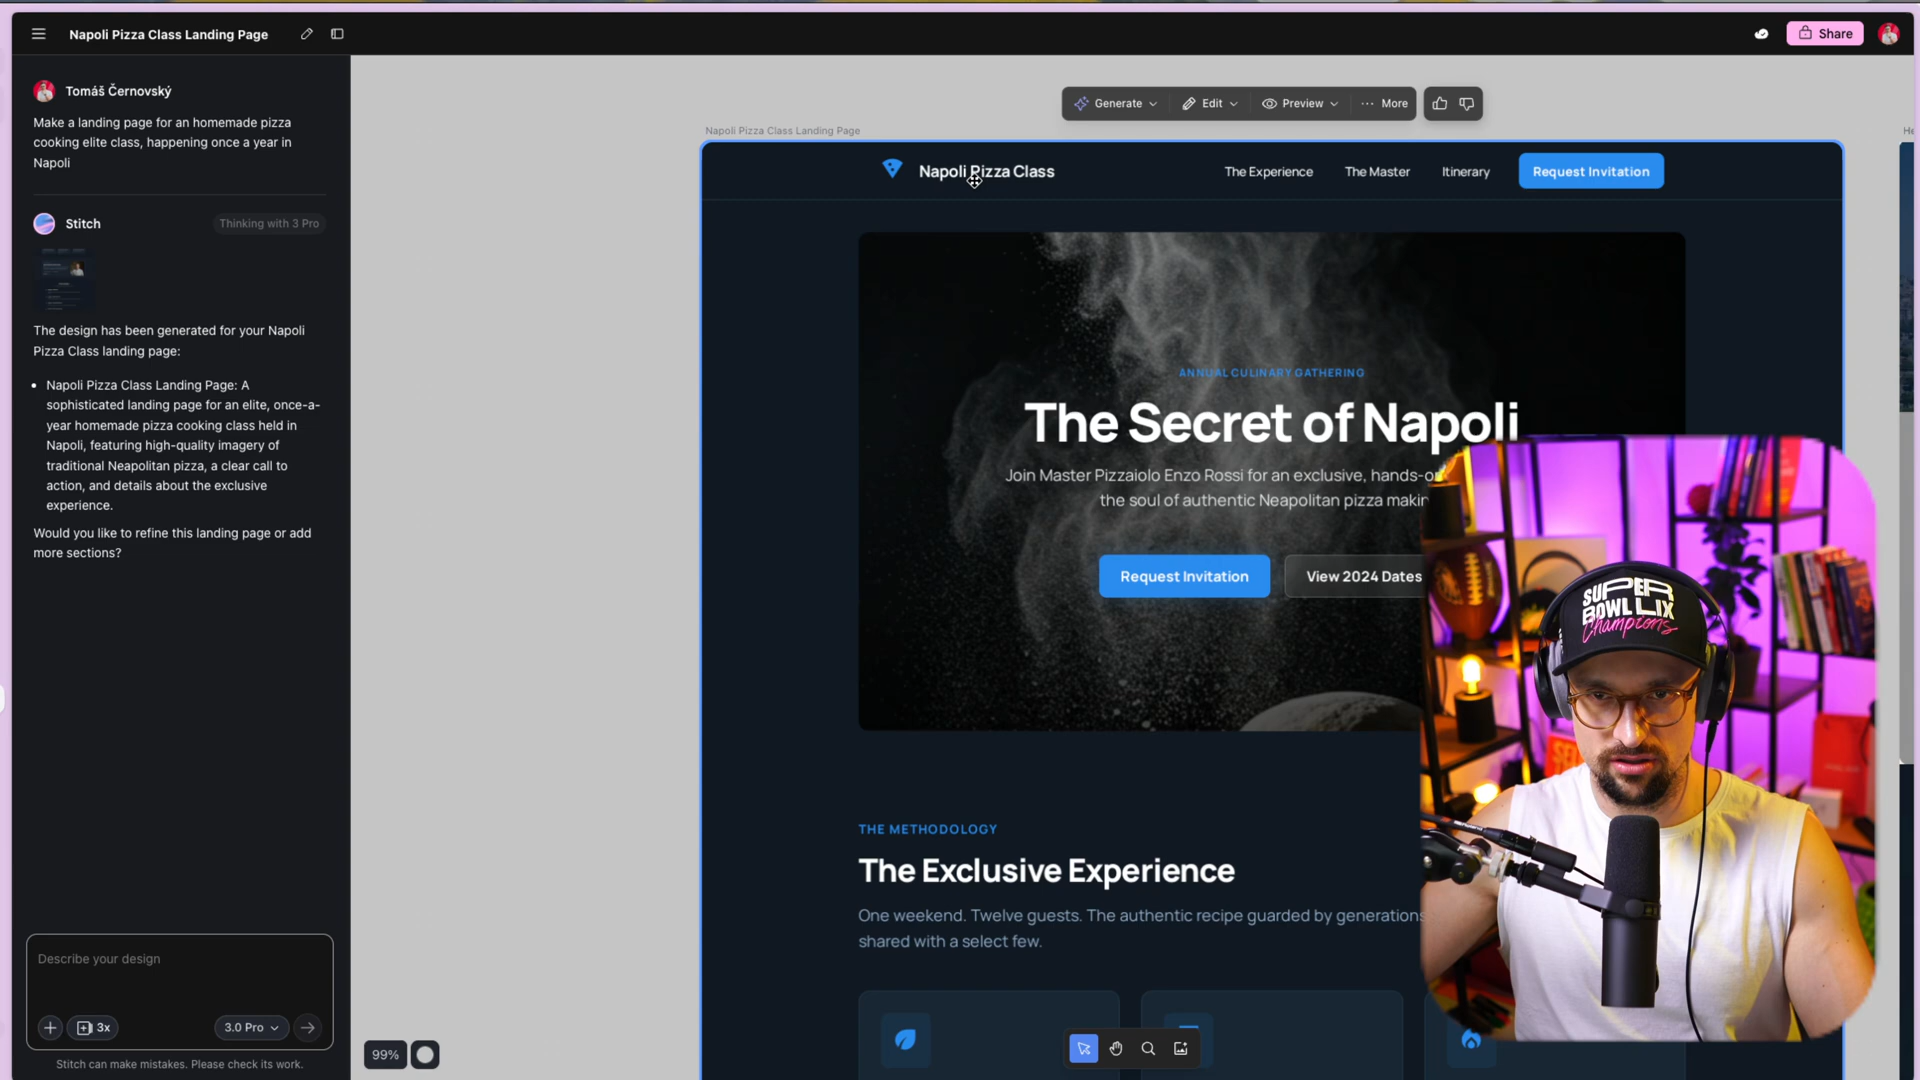 Napoli Pizza Class Landing Page
Share
Tomáš Černovský
Make a landing page for an homemade pizza
cooking elite class, happening once a year in
Napoli
Stitch
Thinking with 3 Pro
The design has been generated for your Napoli
Pizza Class landing page:
Napoli Pizza Class Landing Page: A
sophisticated landing page for an elite, once-a-
year homemade pizza cooking class held in
Napoli, featuring high-quality imagery of
traditional Neapolitan pizza, a clear call to
action, and details about the exclusive
experience.
Would you like to refine this landing page or add
more sections?
Describe your design
3x
3.0 Pro
Stitch can make mistakes. Please check its work.
Generate
Edit
Preview
More
Napoli Pizza Class Landing Page
He
Napoli Pizza Class
The Experience
The Master
Itinerary
Request Invitation
ANNUAL CULINARY GATHERING
The Secret of Napoli
Join Master Pizzaiolo Enzo Rossi for an exclusive,
the soul of authentic Neapolitan pizza
Request Invitation
View 2024 Dates
THE METHODOLOGY
The Exclusive Experience
One weekend. Twelve guests. The authentic recipe guarded by generations
shared with a select few.
99%
SUPER
BOWL LIX
Champions